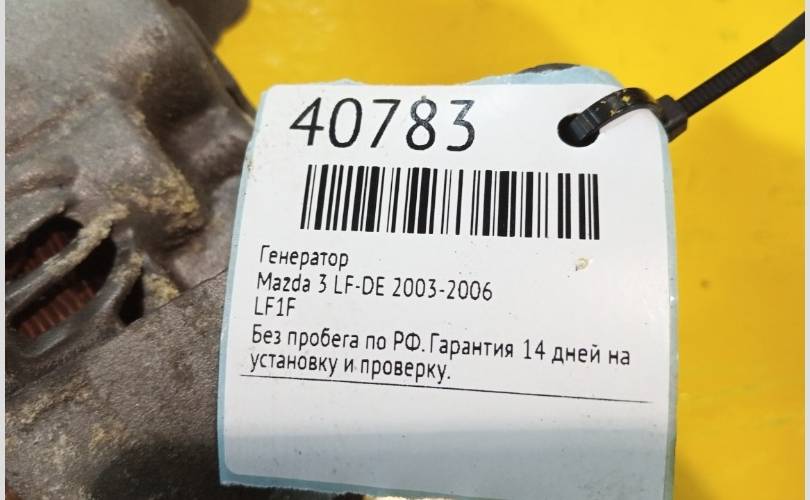 40783
Генератор
Mazda 3 LF-DE 2003-2006
LF1F
Без пробега по РФ. Гарантия 14 дней на
установку и проверку.